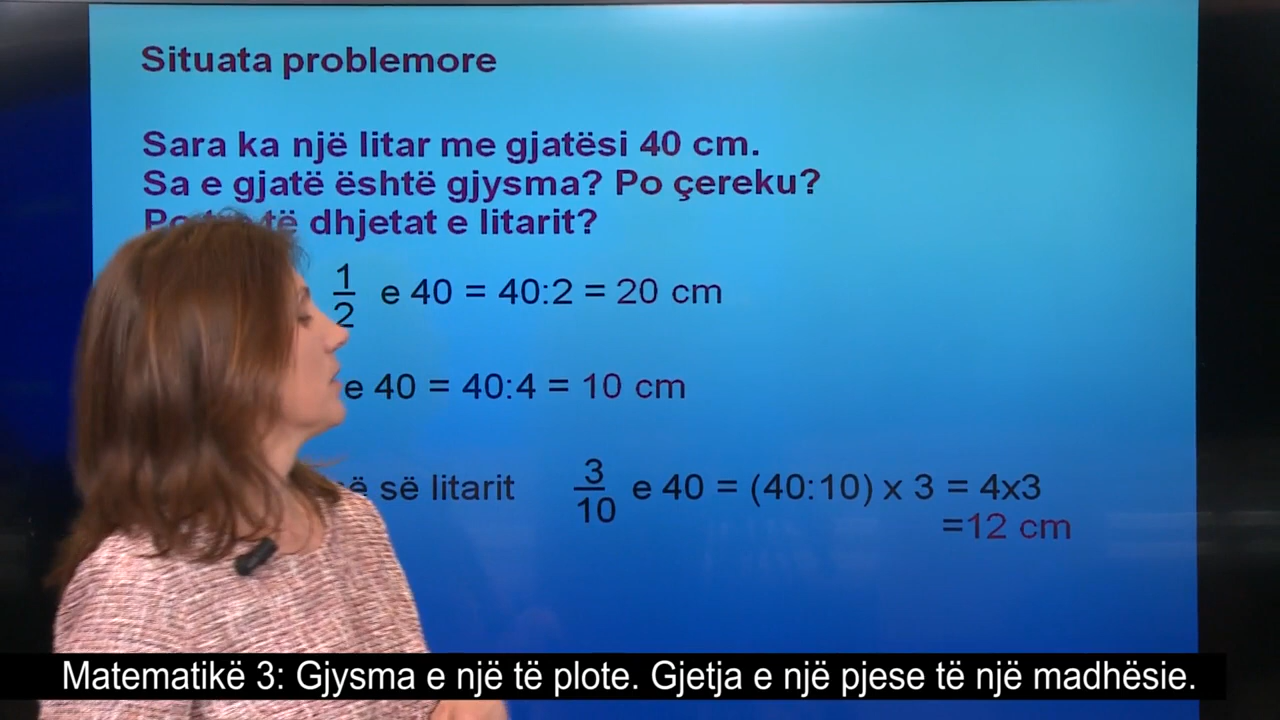 Situata problemore
Sara ka një litar me gjatësi 40 cm.
Sa e gjatë është gjysma? Po çereku?
dhjetat e litarit?
1/2 e 40 = 40:2 = 20 cm
e 40 = 40:4 = 10 cm
së litarit 3/10 e 40 = (40:10) x 3 = 4x3
=12 cm
Matematikë 3: Gjysma e një të plote. Gjetja e një pjese të një madhësie.